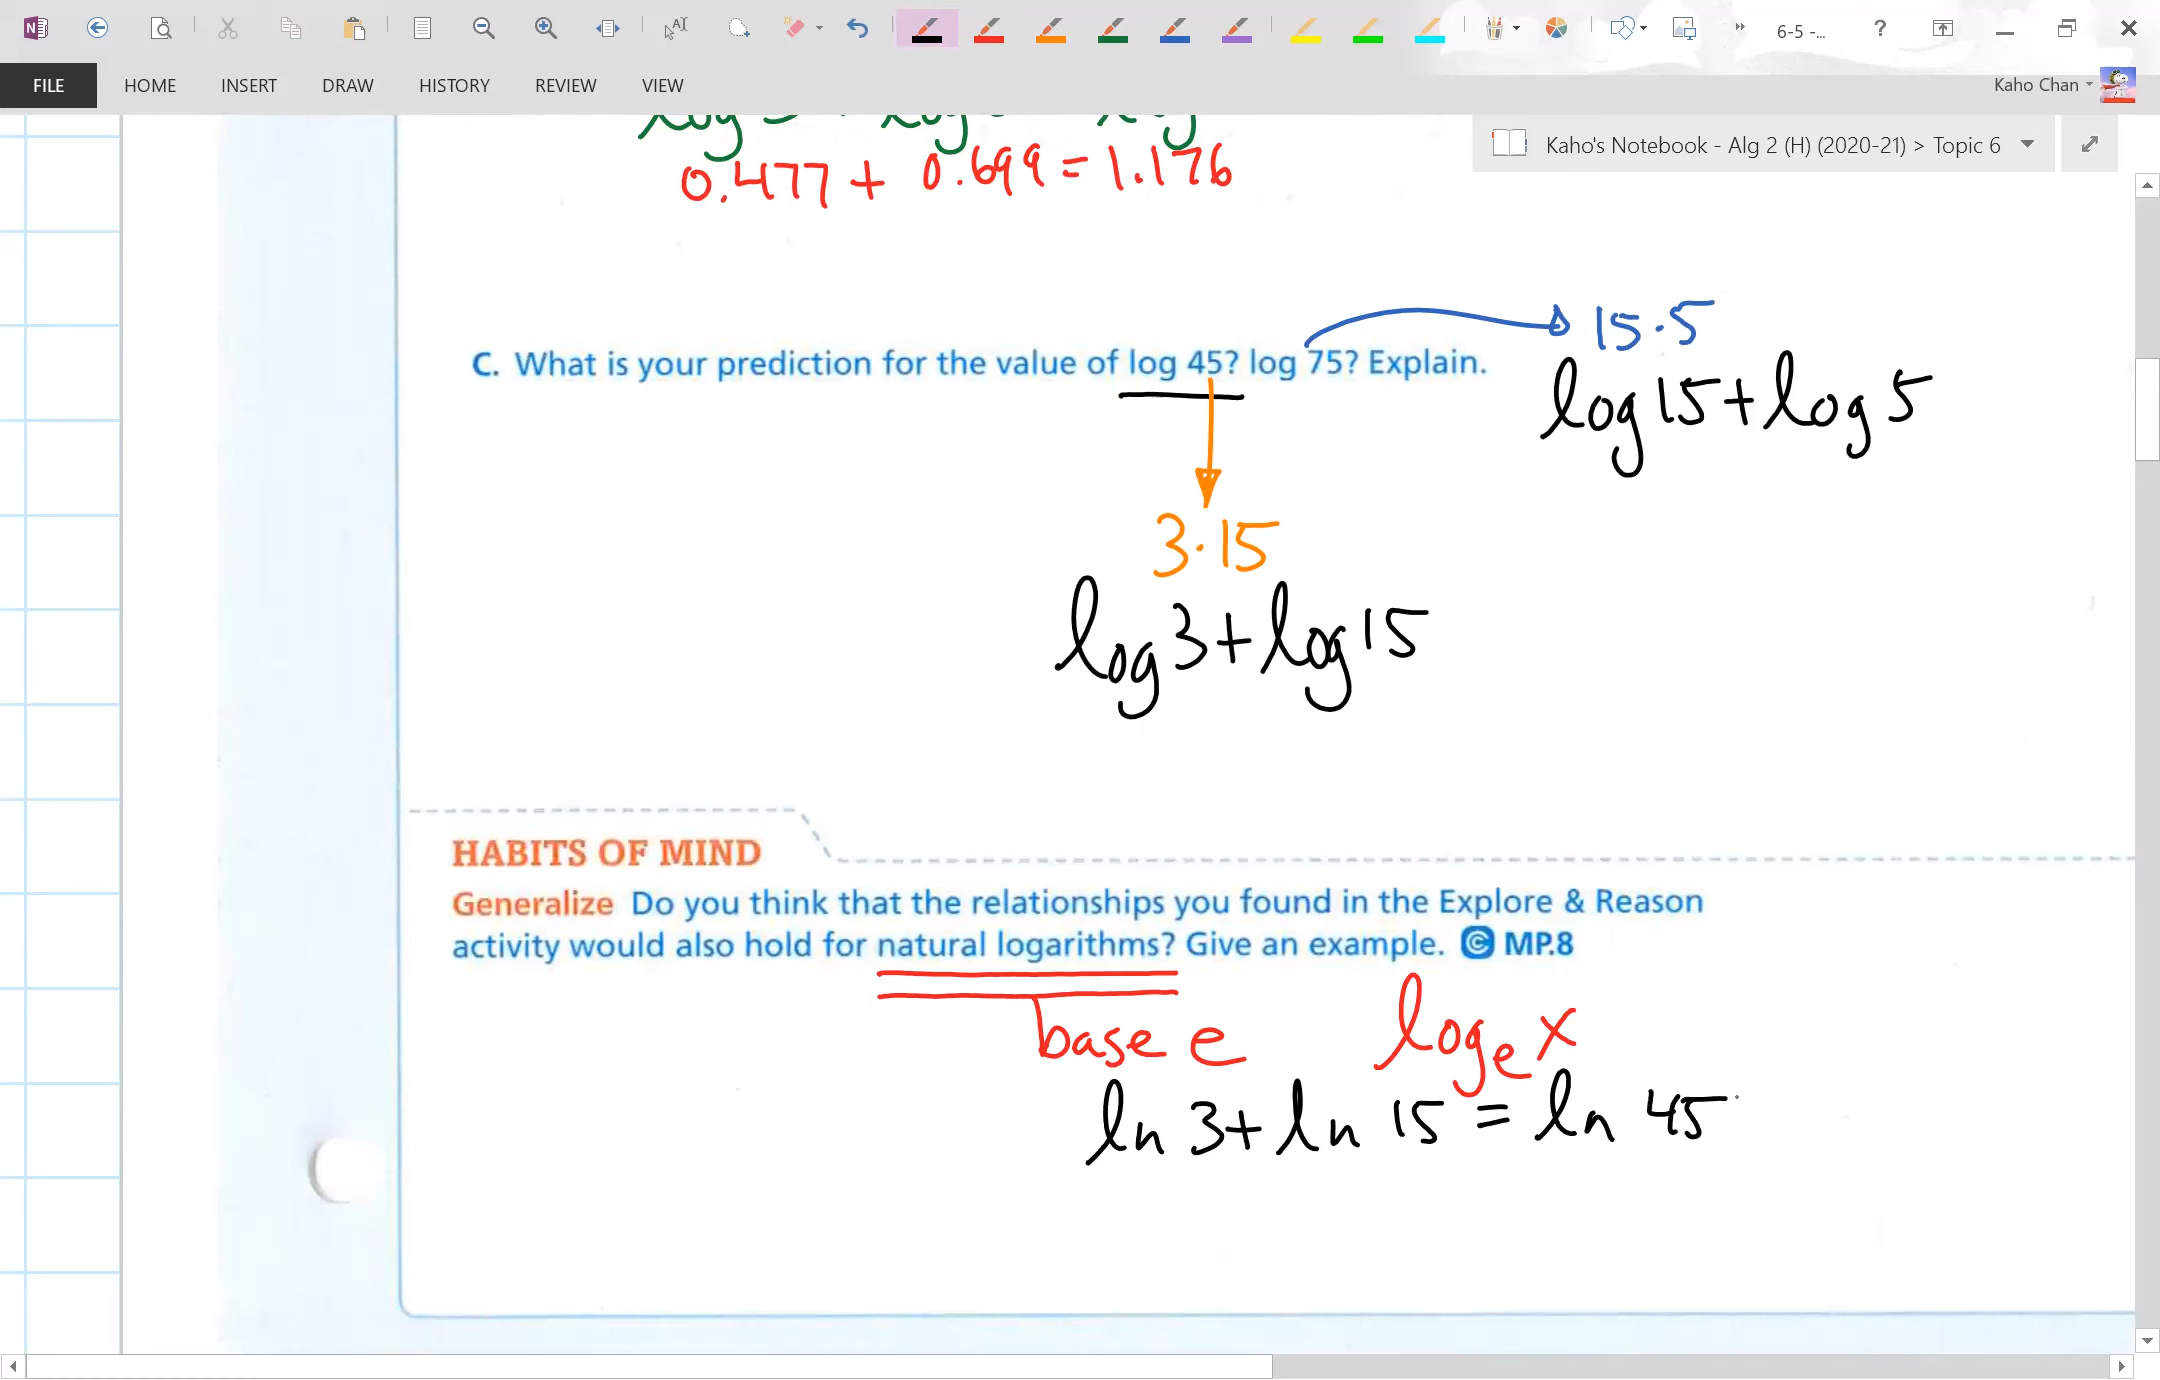 6-5 -...
FILE HOME INSERT DRAW HISTORY REVIEW VIEW
Kaho Chan
Kaho's Notebook - Alg 2 (H) (2020-21) > Topic 6
0.477 + 0.699 = 1.176
15·5
C. What is your prediction for the value of log 45? log 75? Explain.
log 15 + log 5
3·15
log 3 + log 15
HABITS OF MIND
Generalize Do you think that the relationships you found in the Explore & Reason
activity would also hold for natural logarithms? Give an example. © MP.8
base e
logₑ x
ln 3 + ln 15 = ln 45